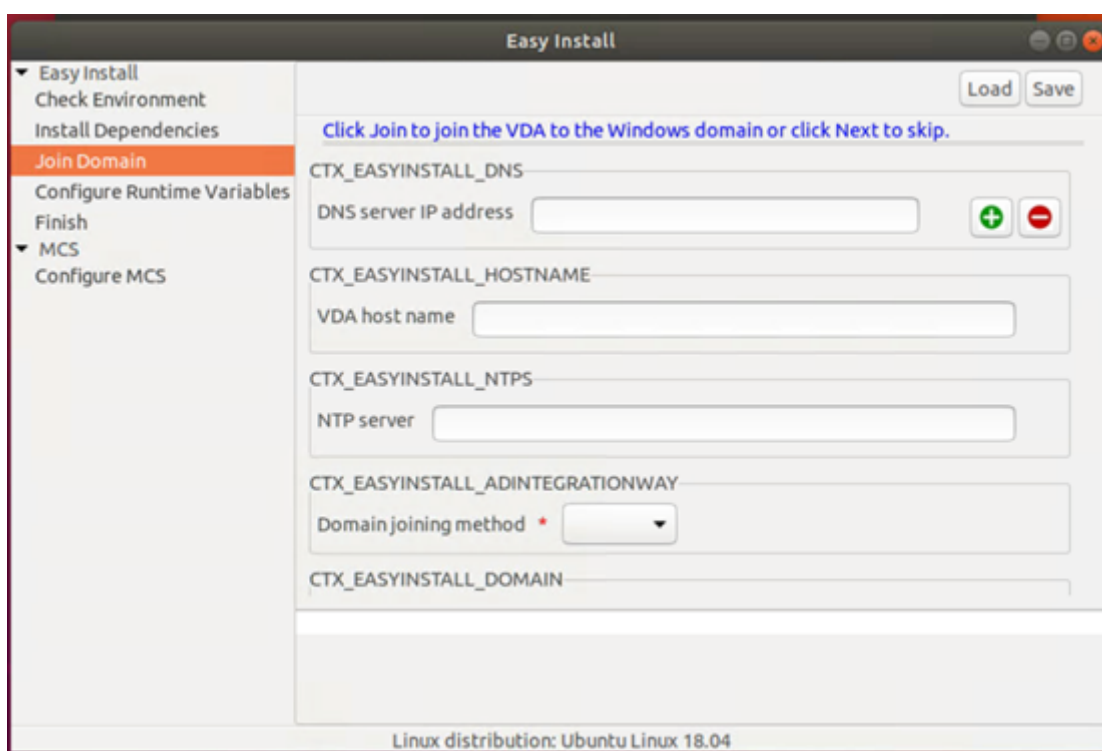 Easy Install
Easy Install
Check Environment
Install Dependencies
Join Domain
Configure Runtime Variables
Finish
MCS
Configure MCS
Load Save
Click Join to join the VDA to the Windows domain or click Next to skip.
CTX_EASYINSTALL_DNS
DNS server IP address
CTX_EASYINSTALL_HOSTNAME
VDA host name
CTX_EASYINSTALL_NTPS
NTP server
CTX_EASYINSTALL_ADINTEGRATIONWAY
Domain joining method *
CTX_EASYINSTALL_DOMAIN
Linux distribution: Ubuntu Linux 18.04